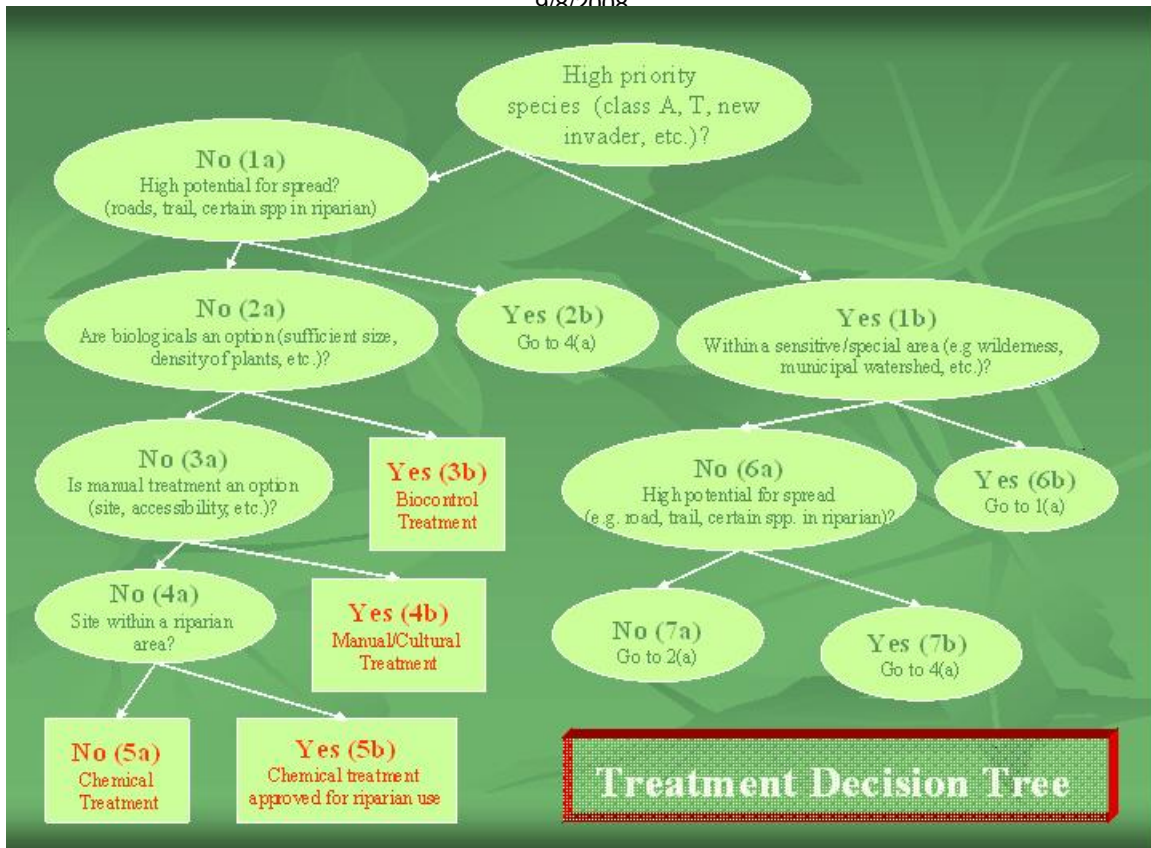 9/8/2008
High priority
species (class A, T, new
invader, etc.)?
No (1a)
High potential for spread?
(roads, trail, certain spp in riparian)
No (2a)
Are biologicals an option (sufficient size,
density of plants, etc.)?
Yes (2b)
Go to 4(a)
Yes (1b)
Within a sensitive/special area (e.g wilderness,
municipal watershed, etc.)?
No (3a)
Is manual treatment an option
(site, accessibility, etc.)?
Yes (3b)
Biocontrol
Treatment
No (6a)
High potential for spread
(e.g. road, trail, certain spp. in riparian)?
Yes (6b)
Go to 1(a)
No (4a)
Site within a riparian
area?
Yes (4b)
Manual/Cultural
Treatment
No (7a)
Go to 2(a)
Yes (7b)
Go to 4(a)
No (5a)
Chemical
Treatment
Yes (5b)
Chemical treatment
approved for riparian use
Treatment Decision Tree